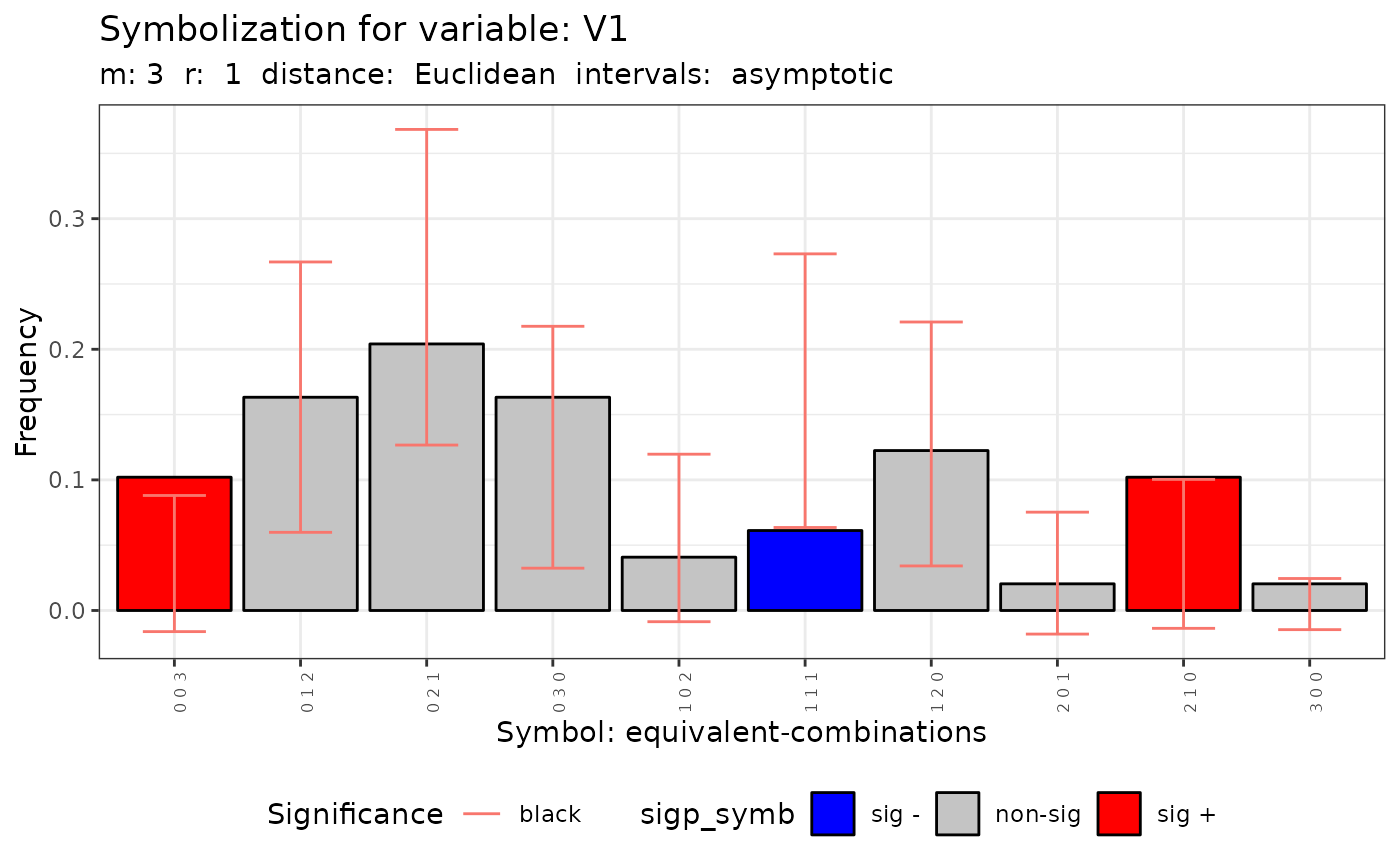 Symbolization for variable: V1
m: 3  r:  1  distance:  Euclidean  intervals:  asymptotic
Frequency
0.3
0.2
0.1
0.0
0 0 3
0 1 2
0 2 1
0 3 0
1 0 2
1 1 1
1 2 0
2 0 1
2 1 0
3 0 0
Symbol: equivalent-combinations
Significance black sigp_symb sig - non-sig sig +